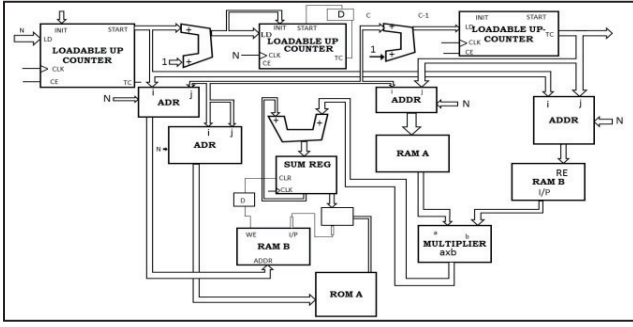 INIT START
N LD
LOADABLE UP
COUNTER
CLK
CE TC
+
1 +
D
INIT START
LD
LOADABLE UP
COUNTER
N CLK
CE TC
C C-1
+
1 +
INIT START
LD
LOADABLE UP-
COUNTER
TC
CLK
CE
i j
N ADR
i j
N ADR
i j
ADDR N
i j
ADDR N
+ +
SUM REG
CLR
CLK
D
RAM A
RE
RAM B
I/P
WE I/P
RAM B
ADDR
a b
MULTIPLIER
axb
ROM A